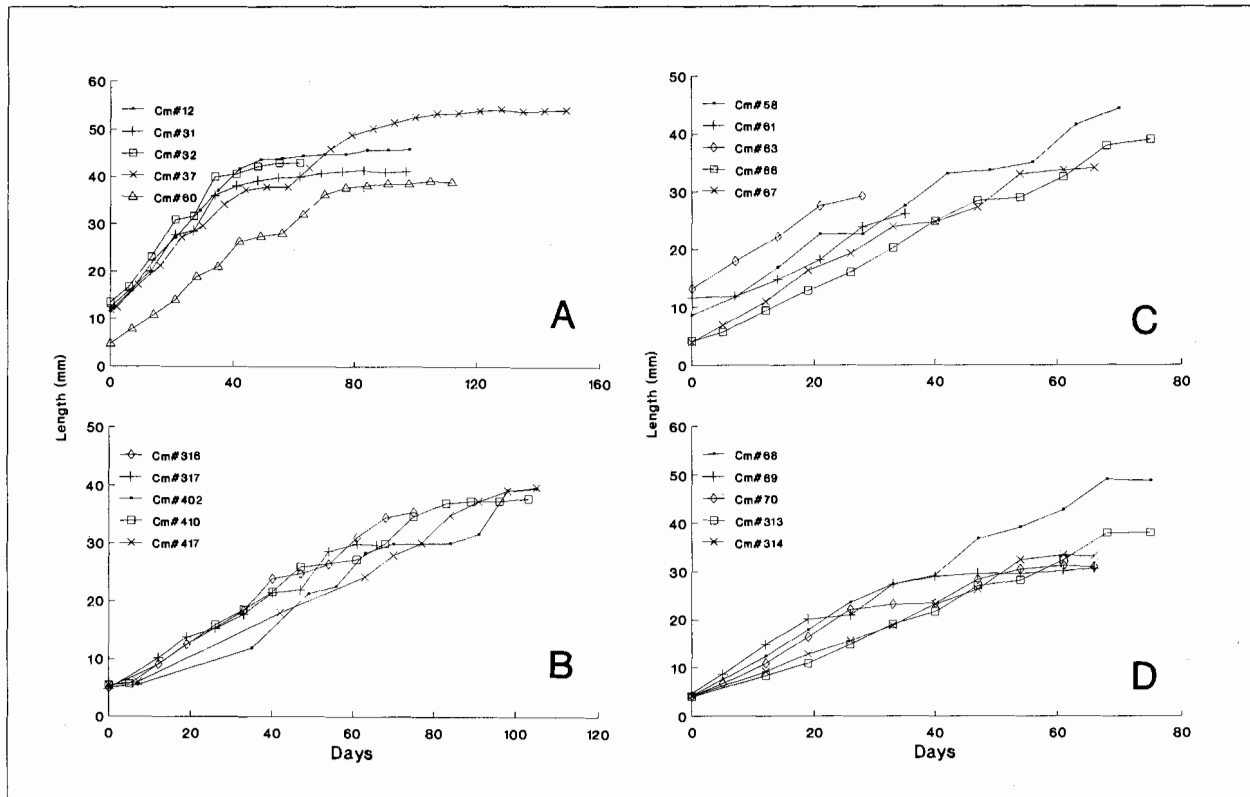 60
50
40
30
20
10
0
0 40 80 120 160
Length (mm)
Cm#12
Cm#31
Cm#32
Cm#37
Cm#60
A
50
40
30
20
10
0
0 20 40 60 80
Length (mm)
Cm#58
Cm#61
Cm#63
Cm#66
Cm#67
C
50
40
30
20
10
0
0 20 40 60 80 100 120
Days
Cm#316
Cm#317
Cm#402
Cm#410
Cm#417
B
60
50
40
30
20
10
0
0 20 40 60 80
Days
Cm#68
Cm#69
Cm#70
Cm#313
Cm#314
D